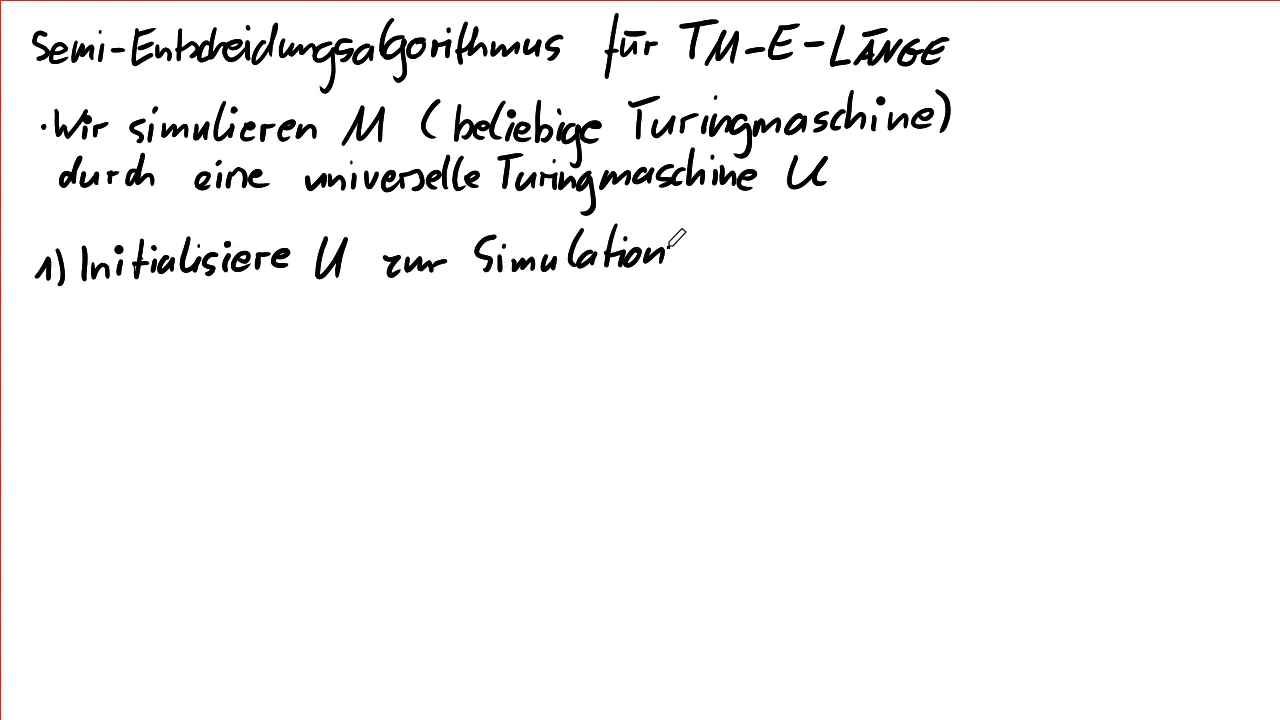 Semi-Entscheidungsalgorithmus für TM-E-LÄNGE
·Wir simulieren M (beliebige Turingmaschine)
durch eine universelle Turingmaschine U
1) Initialisiere U zur Simulation